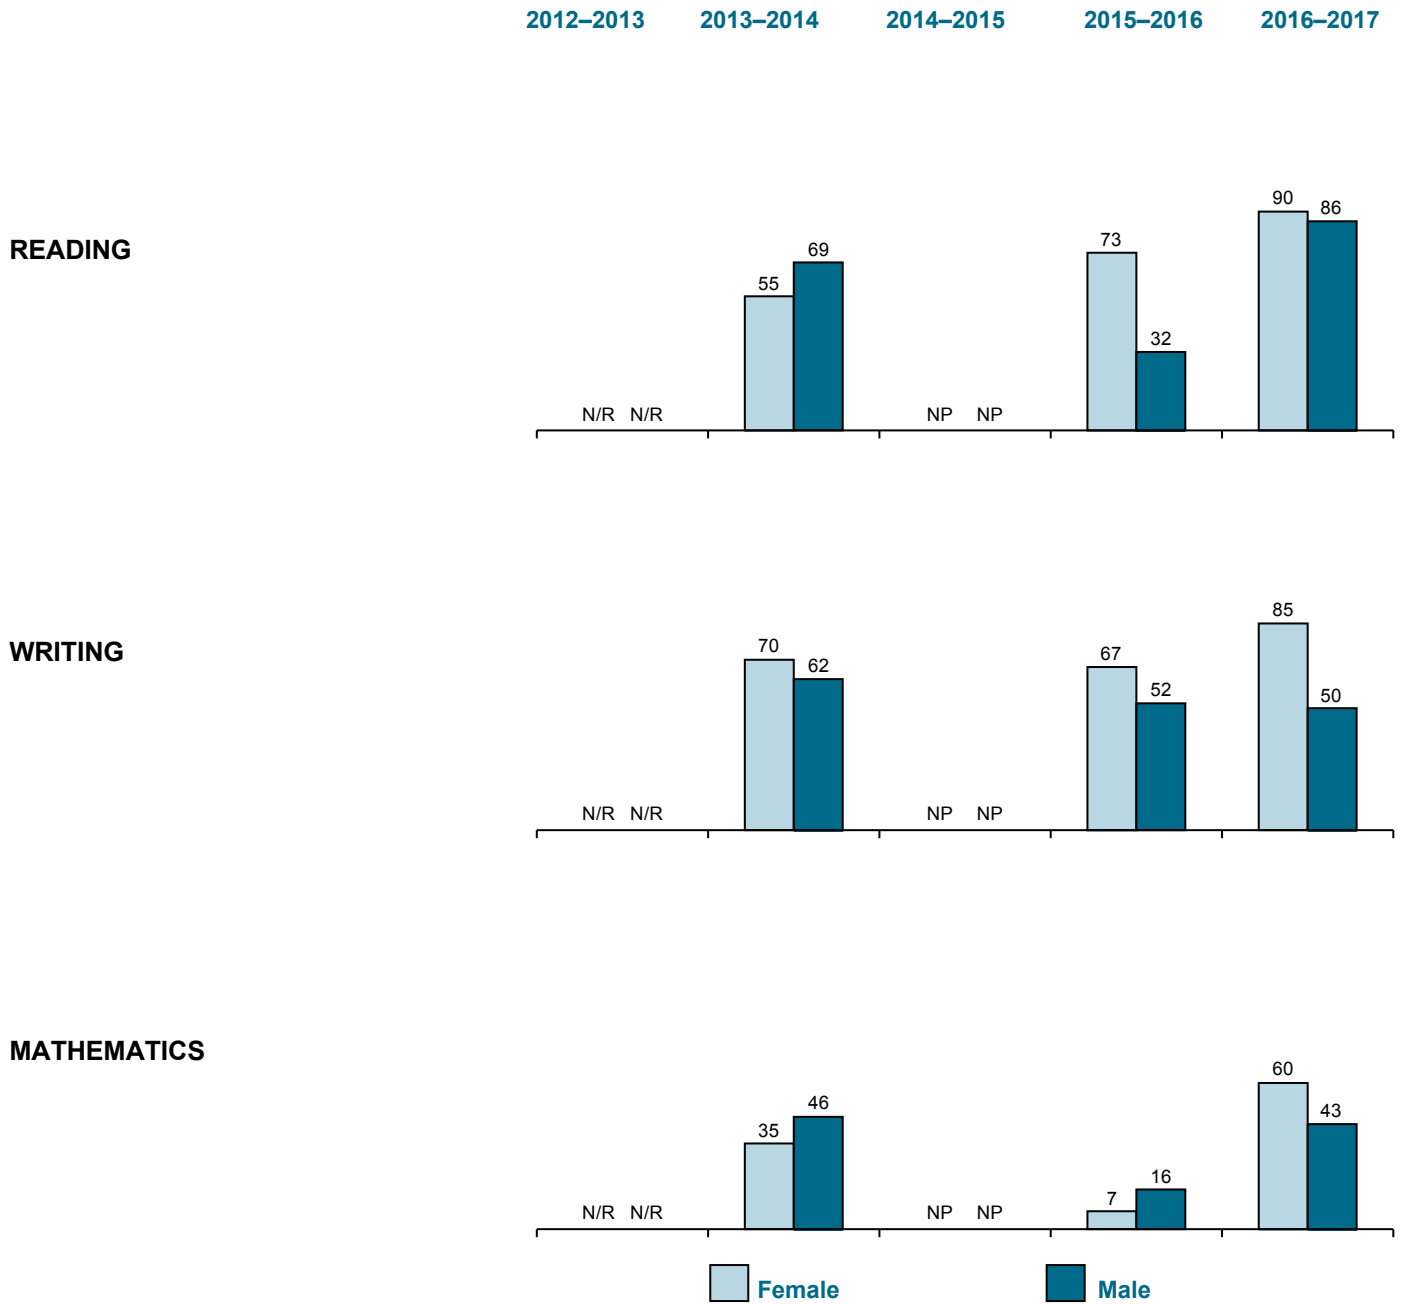 2012–2013 2013–2014 2014–2015 2015–2016 2016–2017
READING
N/R N/R 55 69 NP NP 73 32 90 86
WRITING
N/R N/R 70 62 NP NP 67 52 85 50
MATHEMATICS
N/R N/R 35 46 NP NP 7 16 60 43
Female Male